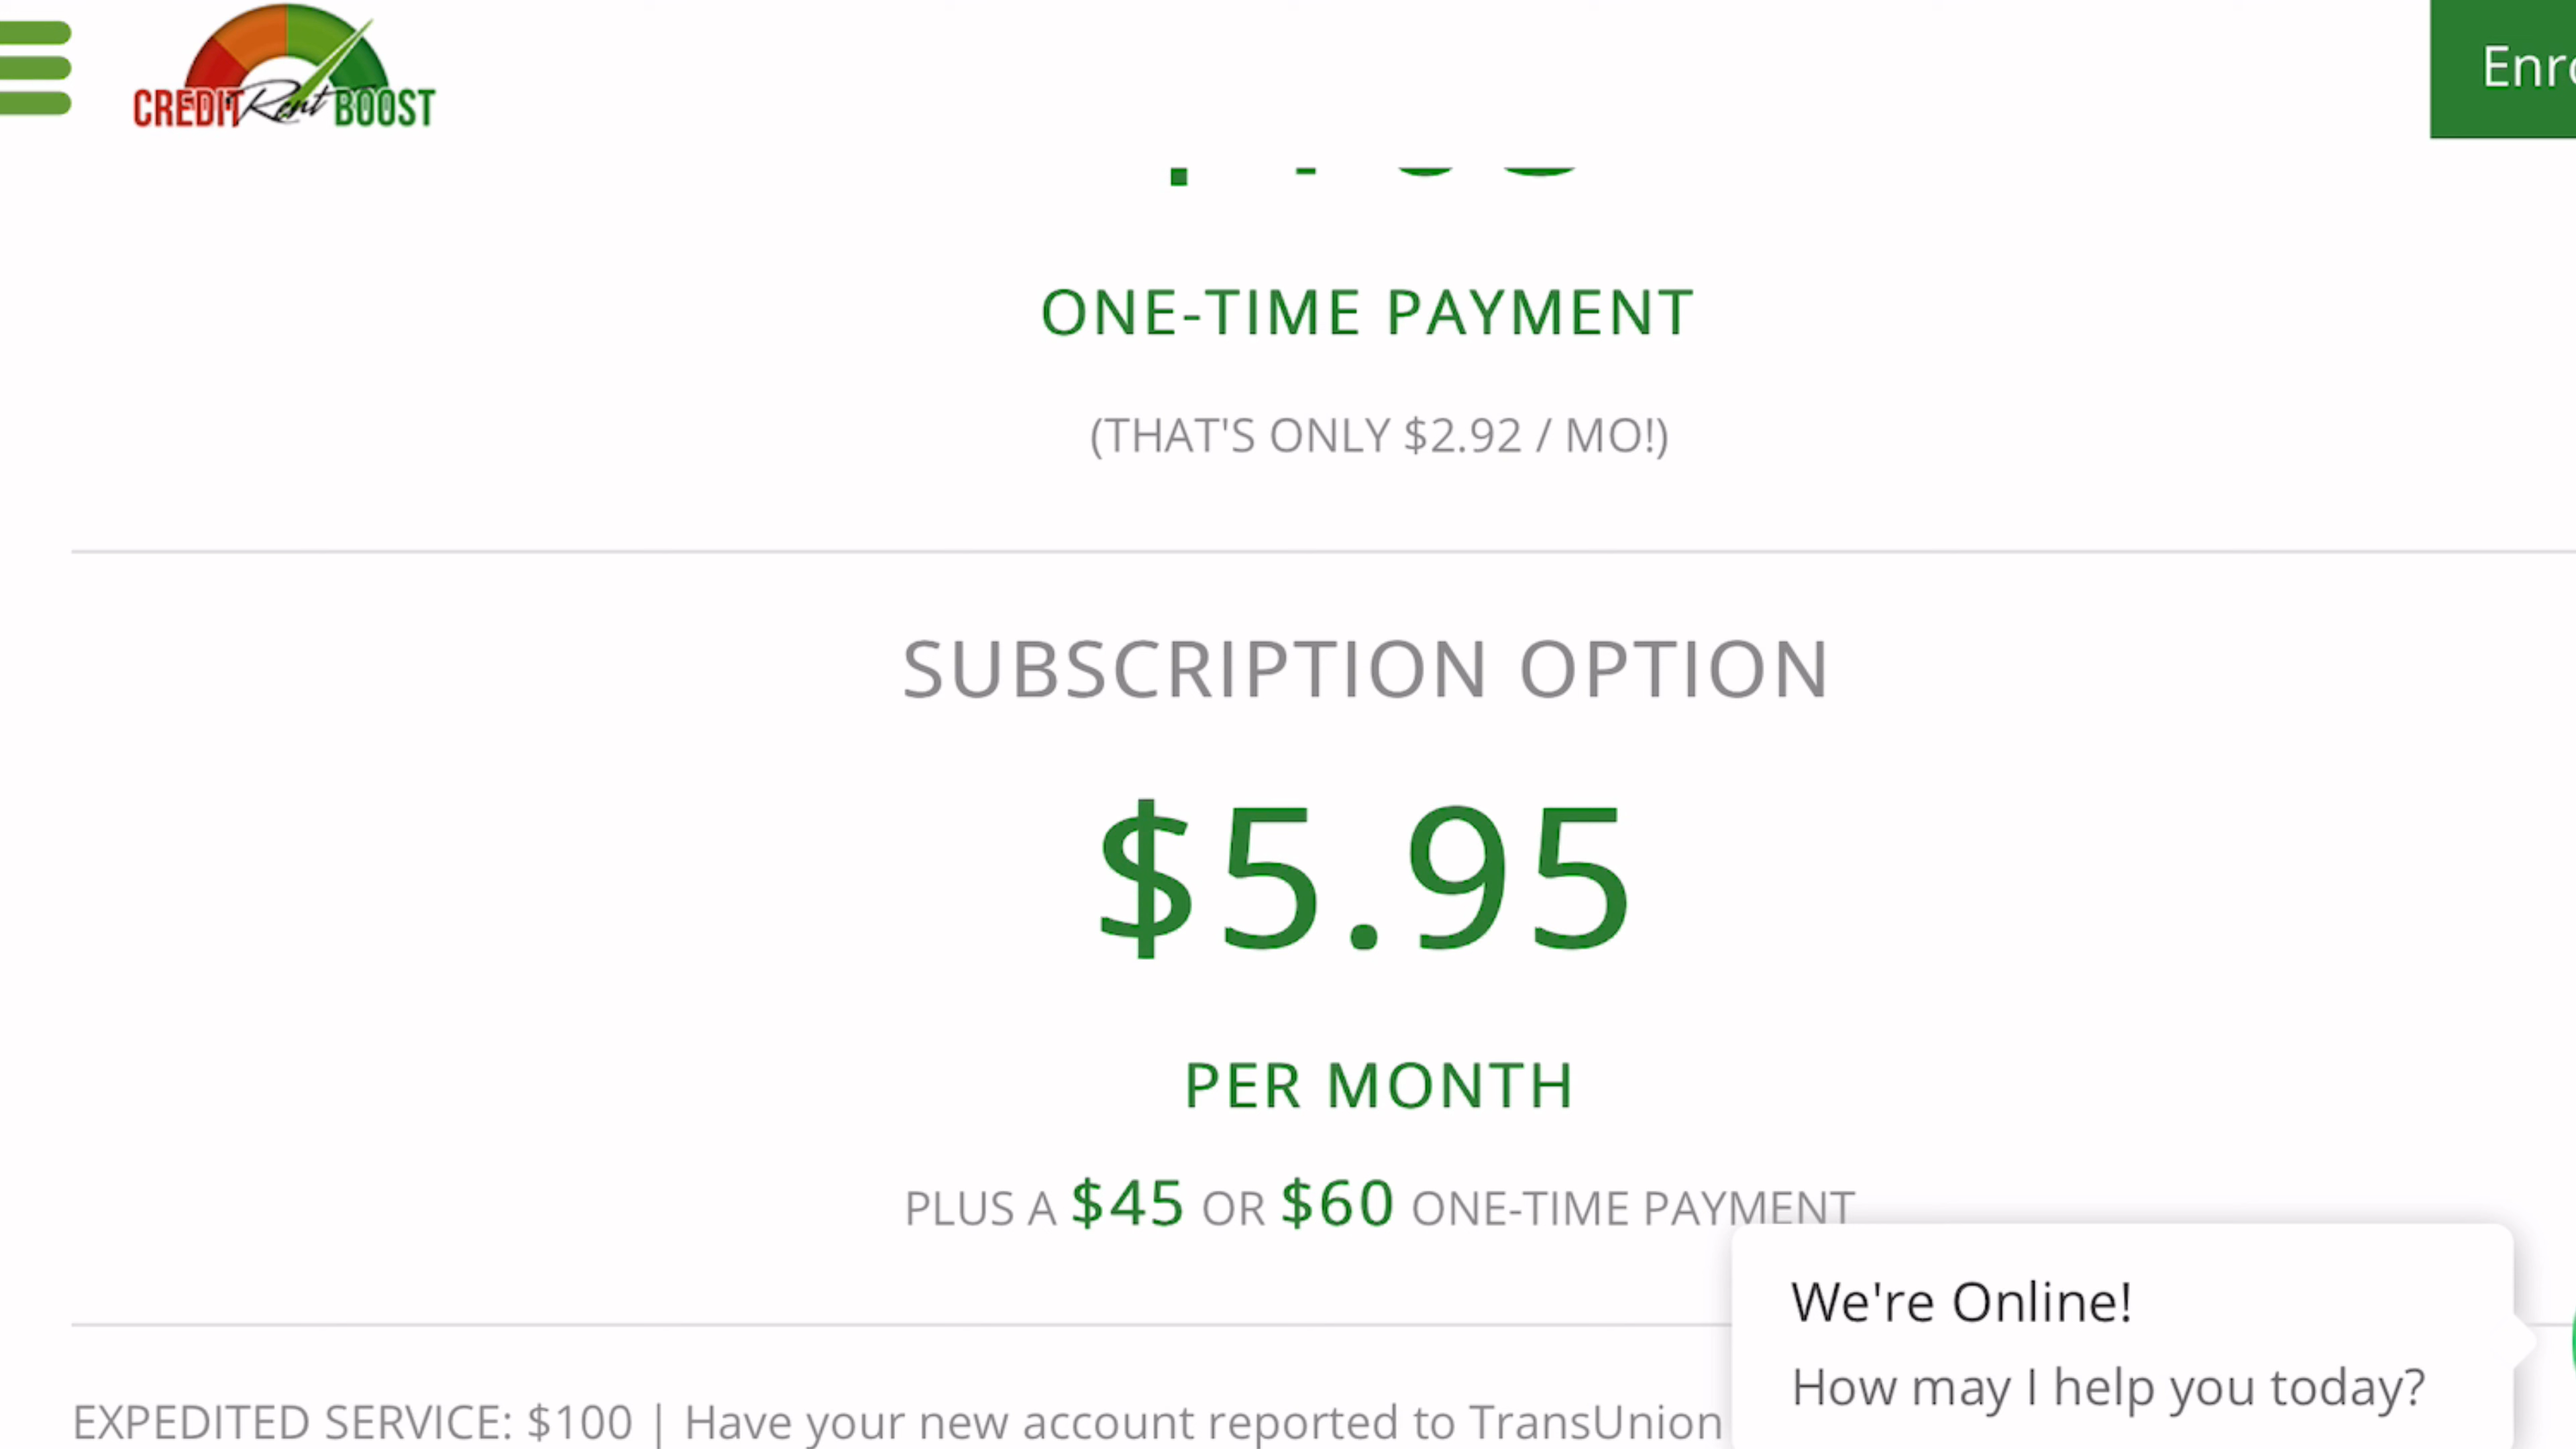 CREDIT Rent BOOST
ONE-TIME PAYMENT
(THAT'S ONLY $2.92 / MO!)
SUBSCRIPTION OPTION
$5.95
PER MONTH
PLUS A $45 OR $60 ONE-TIME PAYMENT
We're Online!
How may I help you today?
EXPEDITED SERVICE: $100 | Have your new account reported to TransUnion